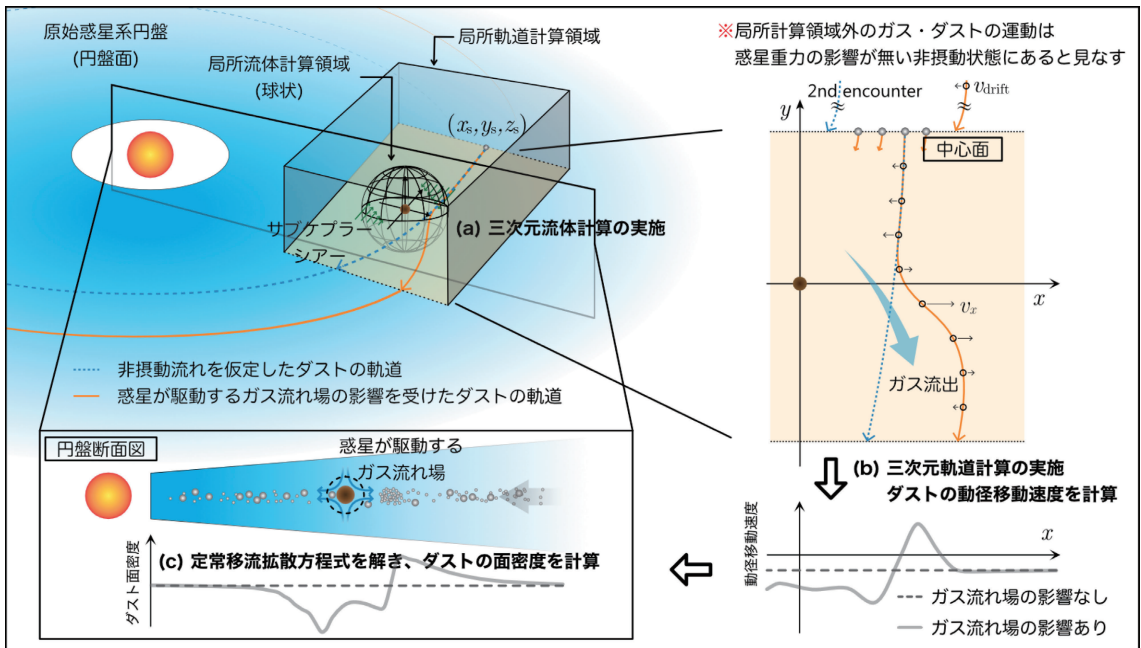 原始惑星系円盤
(円盤面)
局所軌道計算領域
局所流体計算領域
(球状)
(xs,ys,zs)
サブケプラー
シアー
(a) 三次元流体計算の実施
非摂動流れを仮定したダストの軌道
惑星が駆動するガス流れ場の影響を受けたダストの軌道
※局所計算領域外のガス・ダストの運動は
惑星重力の影響が無い非摂動状態にあると見なす
2nd encounter
vdrift
y
中心面
x
vx
ガス流出
(b) 三次元軌道計算の実施
ダストの動径移動速度を計算
動径移動速度
x
ガス流れ場の影響なし
ガス流れ場の影響あり
円盤断面図
惑星が駆動する
ガス流れ場
(c) 定常移流拡散方程式を解き、ダストの面密度を計算
ダスト面密度